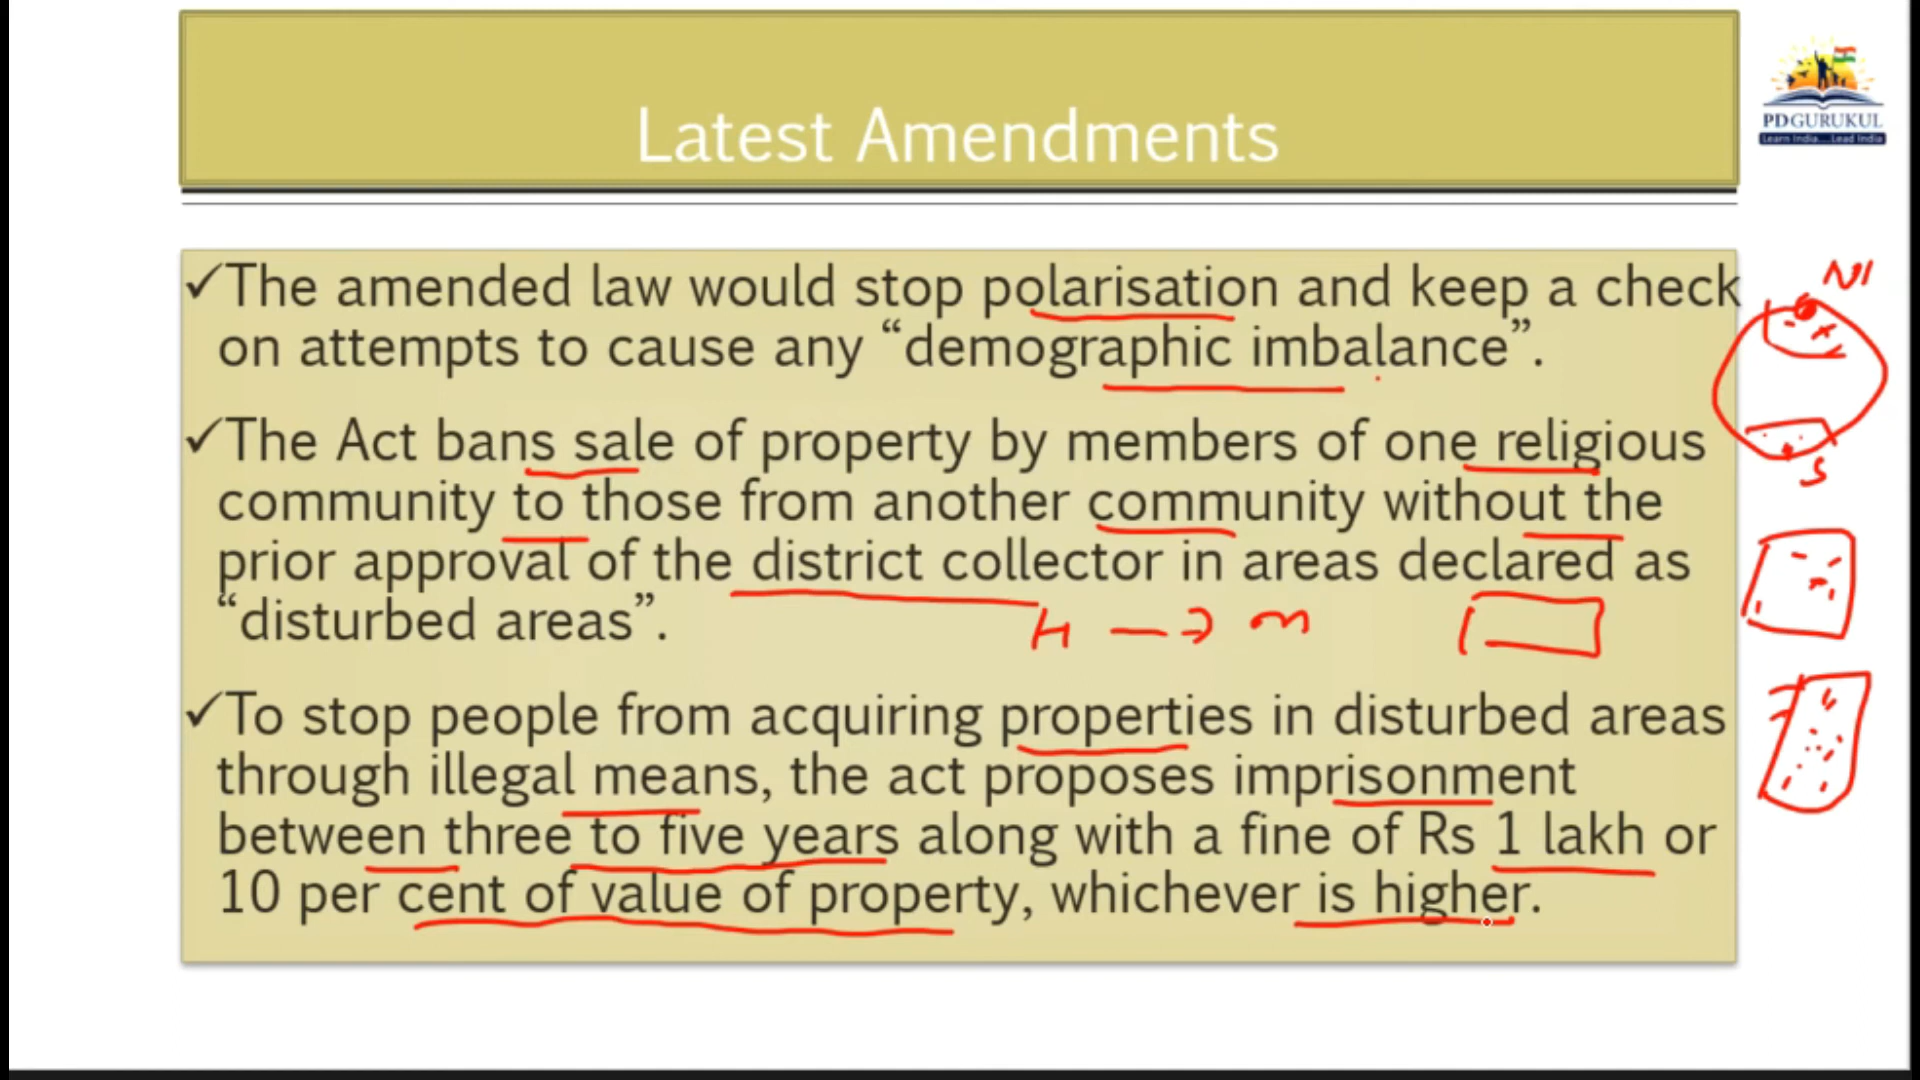 Latest Amendments
PDGURUKUL
Learn India....Lead India
✓The amended law would stop polarisation and keep a check
on attempts to cause any “demographic imbalance”.
✓The Act bans sale of property by members of one religious
community to those from another community without the
prior approval of the district collector in areas declared as
“disturbed areas”.
H → m
✓To stop people from acquiring properties in disturbed areas
through illegal means, the act proposes imprisonment
between three to five years along with a fine of Rs 1 lakh or
10 per cent of value of property, whichever is higher.
S